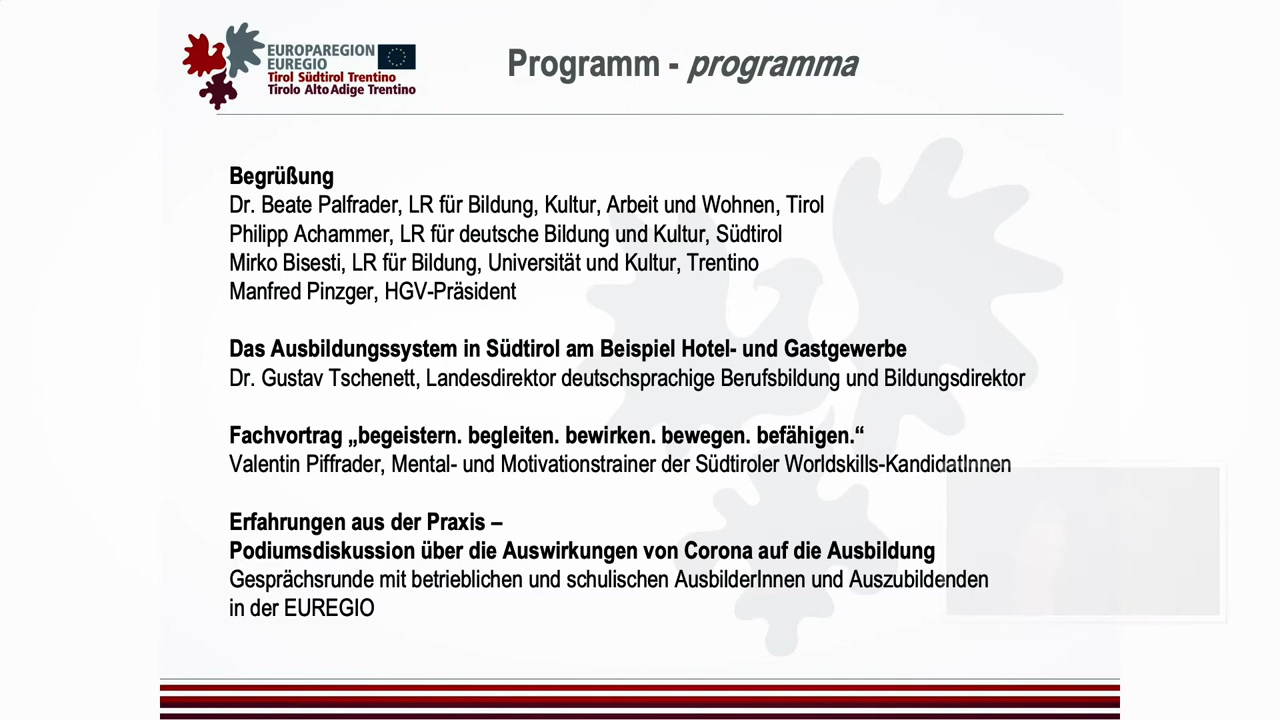 EUROPAREGION
EUREGIO
Tirol Südtirol Trentino
Tirolo Alto Adige Trentino
Programm - programma
Begrüßung
Dr. Beate Palfrader, LR für Bildung, Kultur, Arbeit und Wohnen, Tirol
Philipp Achammer, LR für deutsche Bildung und Kultur, Südtirol
Mirko Bisesti, LR für Bildung, Universität und Kultur, Trentino
Manfred Pinzger, HGV-Präsident
Das Ausbildungssystem in Südtirol am Beispiel Hotel- und Gastgewerbe
Dr. Gustav Tschenett, Landesdirektor deutschsprachige Berufsbildung und Bildungsdirektor
Fachvortrag „begeistern. begleiten. bewirken. bewegen. befähigen.“
Valentin Piffrader, Mental- und Motivationstrainer der Südtiroler Worldskills-KandidatInnen
Erfahrungen aus der Praxis –
Podiumsdiskussion über die Auswirkungen von Corona auf die Ausbildung
Gesprächsrunde mit betrieblichen und schulischen AusbilderInnen und Auszubildenden
in der EUREGIO